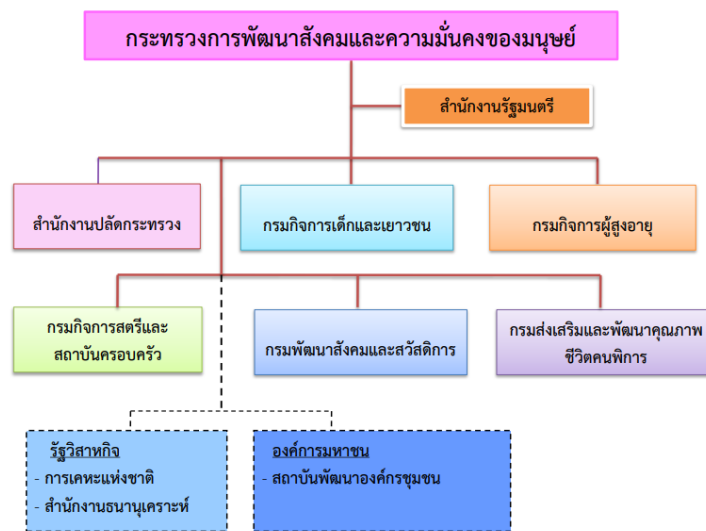 กระทรวงการพัฒนาสังคมและความมั่นคงของมนุษย์
สำนักงานรัฐมนตรี
สำนักงานปลัดกระทรวง
กรมกิจการเด็กและเยาวชน
กรมกิจการผู้สูงอายุ
กรมกิจการสตรีและ
สถาบันครอบครัว
กรมพัฒนาสังคมและสวัสดิการ
กรมส่งเสริมและพัฒนาคุณภาพ
ชีวิตคนพิการ
รัฐวิสาหกิจ
- การเคหะแห่งชาติ
- สำนักงานธนานุเคราะห์
องค์การมหาชน
- สถาบันพัฒนาองค์กรชุมชน